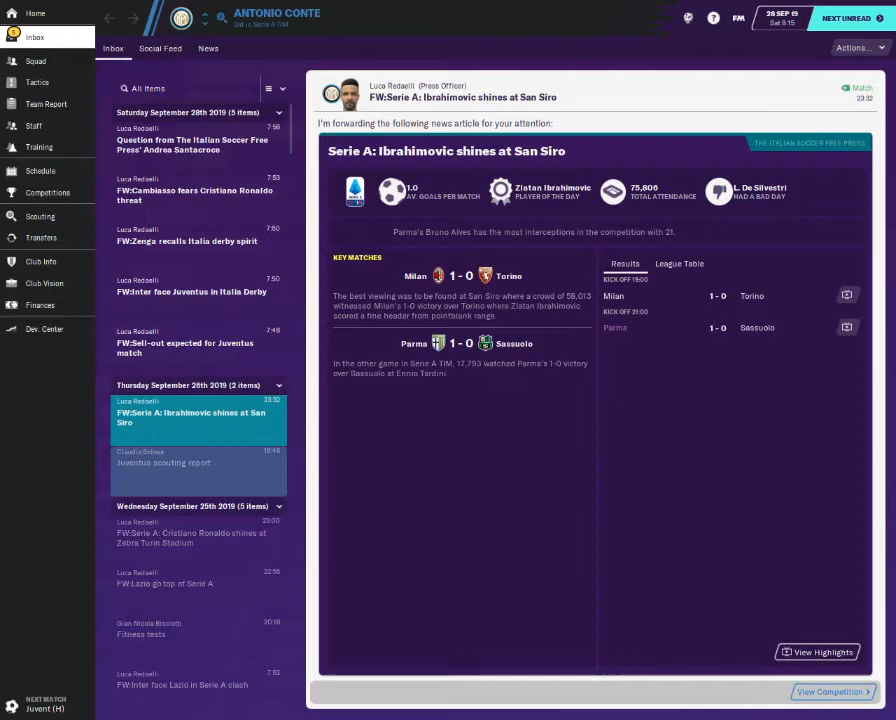 Home
Inbox
Squad
Tactics
Team Report
Staff
Training
Schedule
Competitions
Scouting
Transfers
Club Info
Club Vision
Finances
Dev. Center
NEXT MATCH
Juvent (H)
ANTONIO CONTE
3rd in Serie A TIM
FM
28 SEP 19
Sat 8:15
NEXT UNREAD
Inbox
Social Feed
News
Actions...
All Items
Saturday September 28th 2019 (5 items)
Luca Redaelli 7:56
Question from The Italian Soccer Free
Press' Andrea Santacroce
Luca Redaelli 7:53
FW:Cambiasso fears Cristiano Ronaldo
threat
Luca Redaelli 7:50
FW:Zenga recalls Italia derby spirit
Luca Redaelli 7:50
FW:Inter face Juventus in Italia Derby
Luca Redaelli 7:48
FW:Sell-out expected for Juventus
match
Thursday September 26th 2019 (2 items)
Luca Redaelli 23:32
FW:Serie A: Ibrahimovic shines at San
Siro
16:46
Juventus scouting report
Wednesday September 25th 2019 (5 items)
Luca Redaelli 23:00
FW:Serie A: Cristiano Ronaldo shines at
Zebra Turin Stadium
Luca Redaelli 22:56
FW:Lazio go top of Serie A
Gian Nicola Bisciotti 20:18
Fitness tests
Luca Redaelli 7:53
FW:Inter face Lazio in Serie A clash
Luca Redaelli (Press Officer)
FW:Serie A: Ibrahimovic shines at San Siro
Match
23:32
I'm forwarding the following news article for your attention:
THE ITALIAN SOCCER FREE PRESS
Serie A: Ibrahimovic shines at San Siro
1.0
AV. GOALS PER MATCH
Zlatan Ibrahimovic
PLAYER OF THE DAY
75,806
TOTAL ATTENDANCE
L. De Silvestri
HAD A BAD DAY
Parma's Bruno Alves has the most interceptions in the competition with 21.
KEY MATCHES
Milan 1 - 0 Torino
The best viewing was to be found at San Siro where a crowd of 58,013
witnessed Milan's 1-0 victory over Torino where Zlatan Ibrahimovic
scored a fine header from pointblank range.
Parma 1 - 0 Sassuolo
In the other game in Serie A TIM, 17,793 watched Parma's 1-0 victory
over Sassuolo at Ennio Tardini.
Results
League Table
KICK OFF 19:00
Milan 1 - 0 Torino
KICK OFF 21:00
Parma 1 - 0 Sassuolo
View Highlights
View Competition >